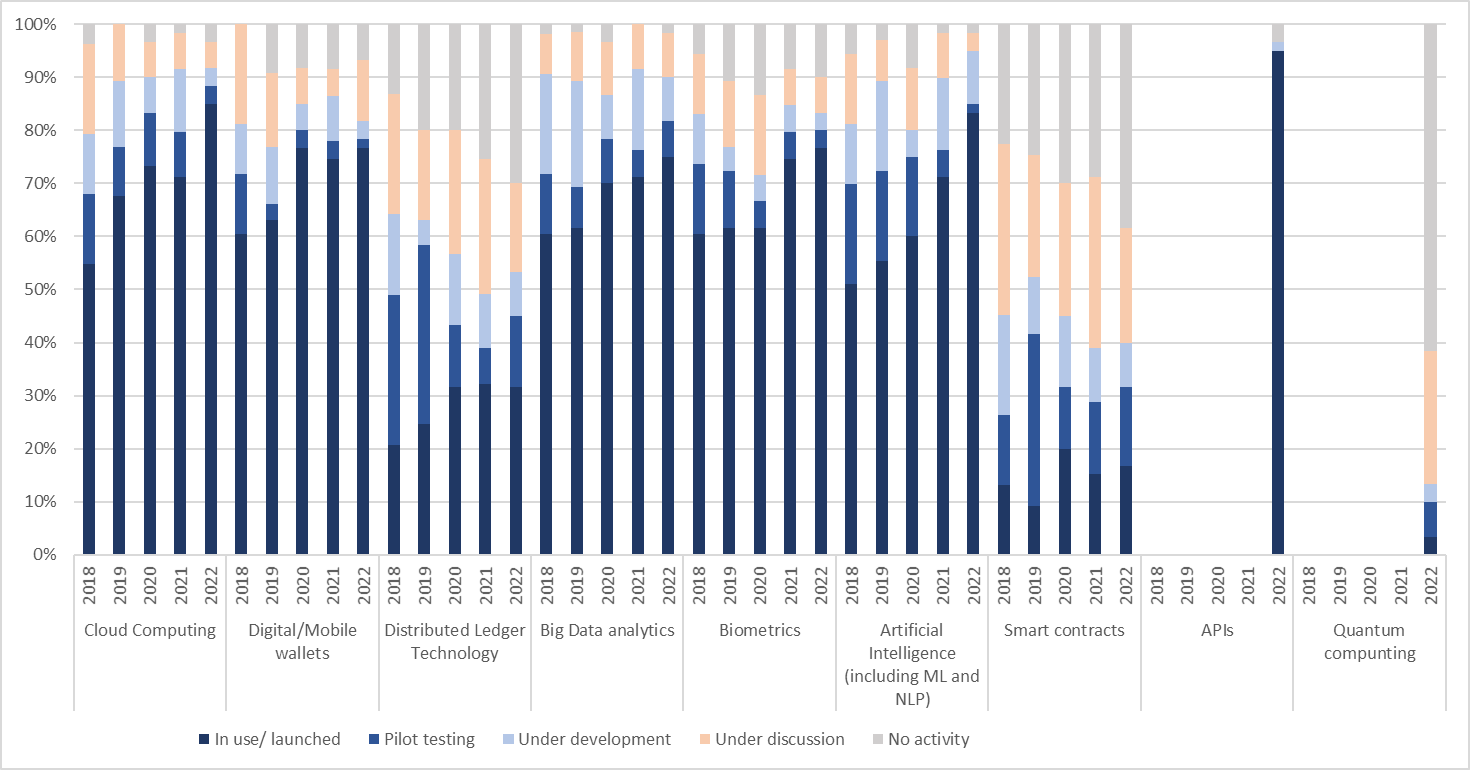 100%
90%
80%
70%
60%
50%
40%
30%
20%
10%
0%
2018 2019 2020 2021 2022 2018 2019 2020 2021 2022 2018 2019 2020 2021 2022 2018 2019 2020 2021 2022 2018 2019 2020 2021 2022 2018 2019 2020 2021 2022 2018 2019 2020 2021 2022 2018 2019 2020 2021 2022 2018 2019 2020 2021 2022
Cloud Computing
Digital/Mobile
wallets
Distributed Ledger
Technology
Big Data analytics
Biometrics
Artificial
Intelligence
(including ML and
NLP)
Smart contracts
APIs
Quantum
compunting
In use/ launched
Pilot testing
Under development
Under discussion
No activity